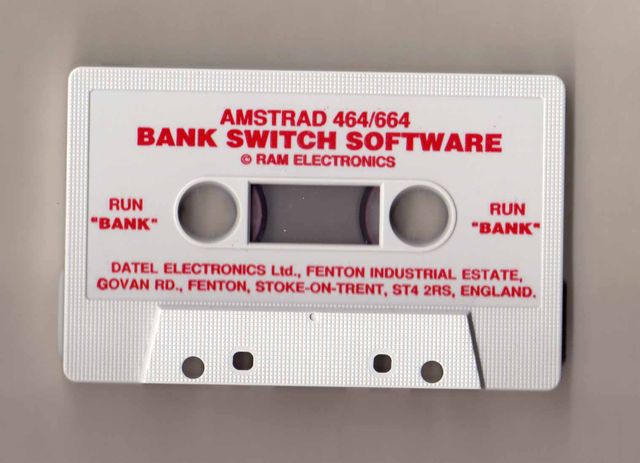 AMSTRAD 464/664
BANK SWITCH SOFTWARE
© RAM ELECTRONICS
RUN
"BANK"
RUN
"BANK"
DATEL ELECTRONICS Ltd., FENTON INDUSTRIAL ESTATE,
GOVAN RD., FENTON, STOKE-ON-TRENT, ST4 2RS, ENGLAND.